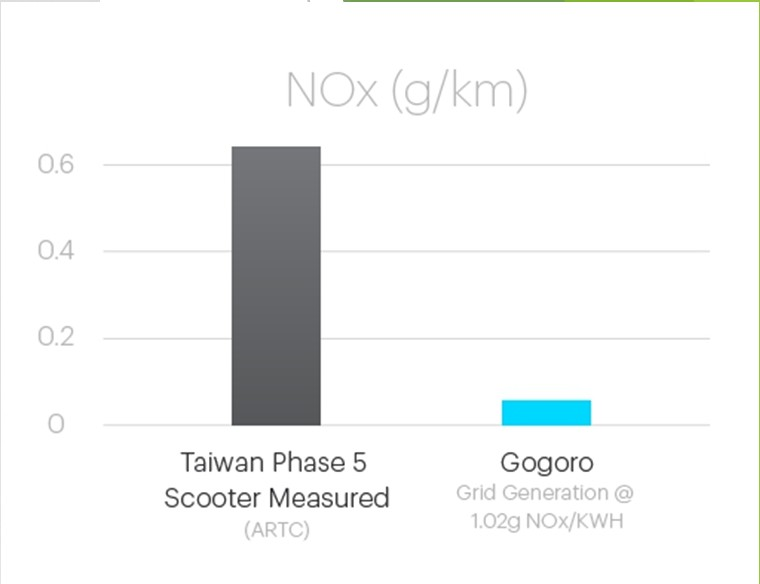 NOx (g/km)
0.6
0.4
0.2
0
Taiwan Phase 5
Scooter Measured
(ARTC)
Gogoro
Grid Generation @
1.02g NOx/KWH